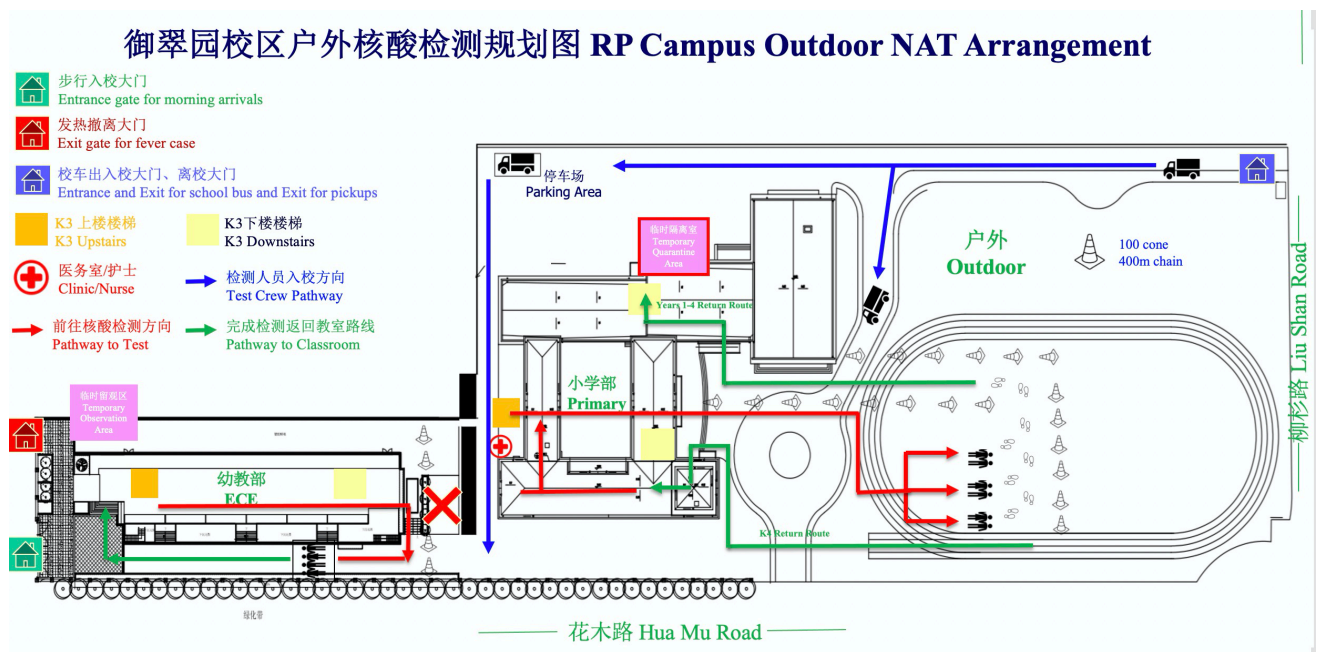 御翠园校区户外核酸检测规划图 RP Campus Outdoor NAT Arrangement
步行入校大门
Entrance gate for morning arrivals
发热撤离大门
Exit gate for fever case
校车出入校大门、离校大门
Entrance and Exit for school bus and Exit for pickups
K3 上楼楼梯
K3 Upstairs
K3下楼楼梯
K3 Downstairs
医务室/护士
Clinic/Nurse
检测人员入校方向
Test Crew Pathway
前往核酸检测方向
Pathway to Test
完成检测返回教室路线
Pathway to Classroom
停车场
Parking Area
临时隔离室
Temporary
Quarantine
Area
户外
Outdoor
100 cone
400m chain
Years 1-4 Return Route
小学部
Primary
临时留观区
Temporary
Observation
Area
幼教部
ECE
K4 Return Route
柳杉路 Liu Shan Road
绿化带
花木路 Hua Mu Road